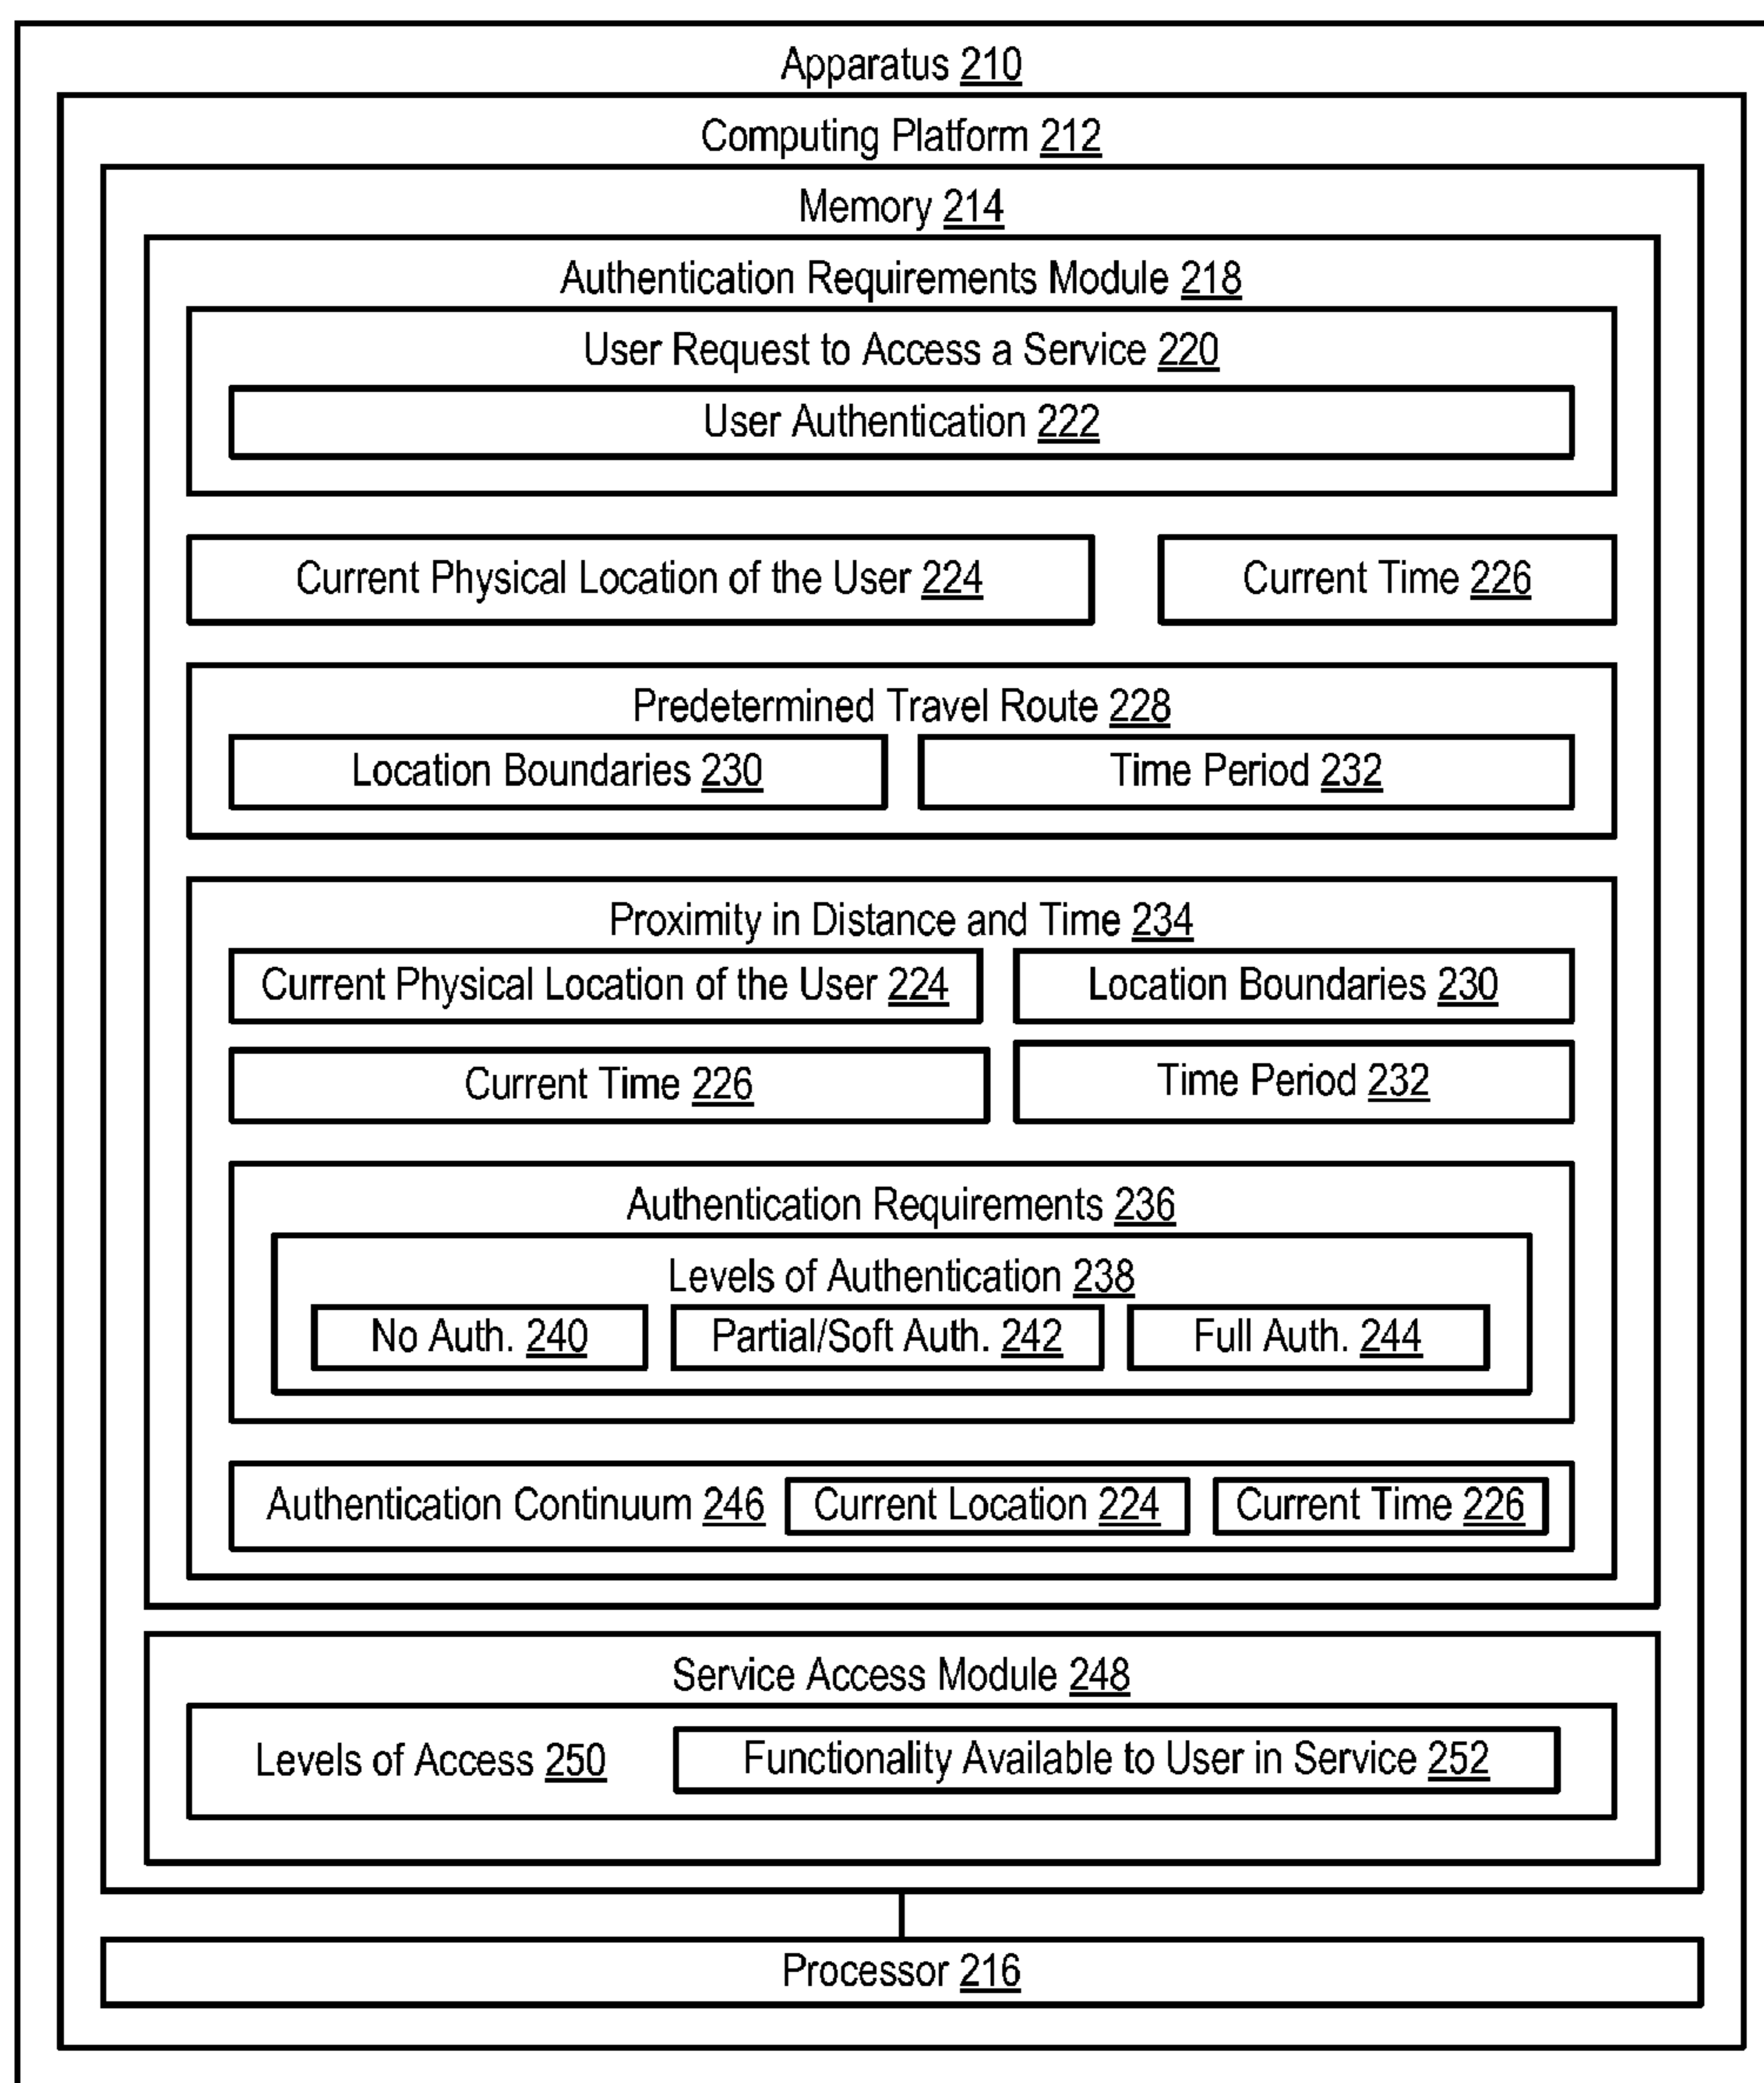 Apparatus 210
Computing Platform 212
Memory 214
Authentication Requirements Module 218
User Request to Access a Service 220
User Authentication 222
Current Physical Location of the User 224
Current Time 226
Predetermined Travel Route 228
Location Boundaries 230
Time Period 232
Proximity in Distance and Time 234
Current Physical Location of the User 224
Location Boundaries 230
Current Time 226
Time Period 232
Authentication Requirements 236
Levels of Authentication 238
No Auth. 240
Partial/Soft Auth. 242
Full Auth. 244
Authentication Continuum 246
Current Location 224
Current Time 226
Service Access Module 248
Levels of Access 250
Functionality Available to User in Service 252
Processor 216